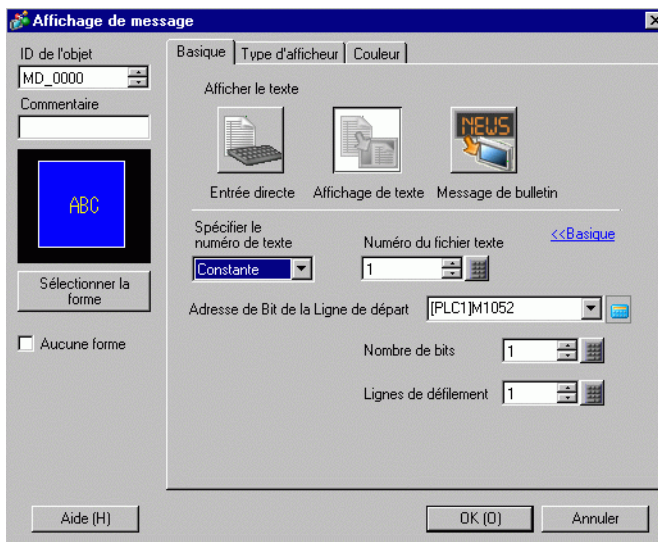 Affichage de message
ID de l'objet
MD_0000
Commentaire
ABC
Sélectionner la
forme
Aucune forme
Basique
Type d'afficheur
Couleur
Afficher le texte
NEWS
Entrée directe
Affichage de texte
Message de bulletin
Spécifier le
numéro de texte
Numéro du fichier texte
<<Basique
Constante
1
Adresse de Bit de la Ligne de départ
[PLC1]M1052
Nombre de bits
1
Lignes de défilement
1
Aide (H)
OK (O)
Annuler